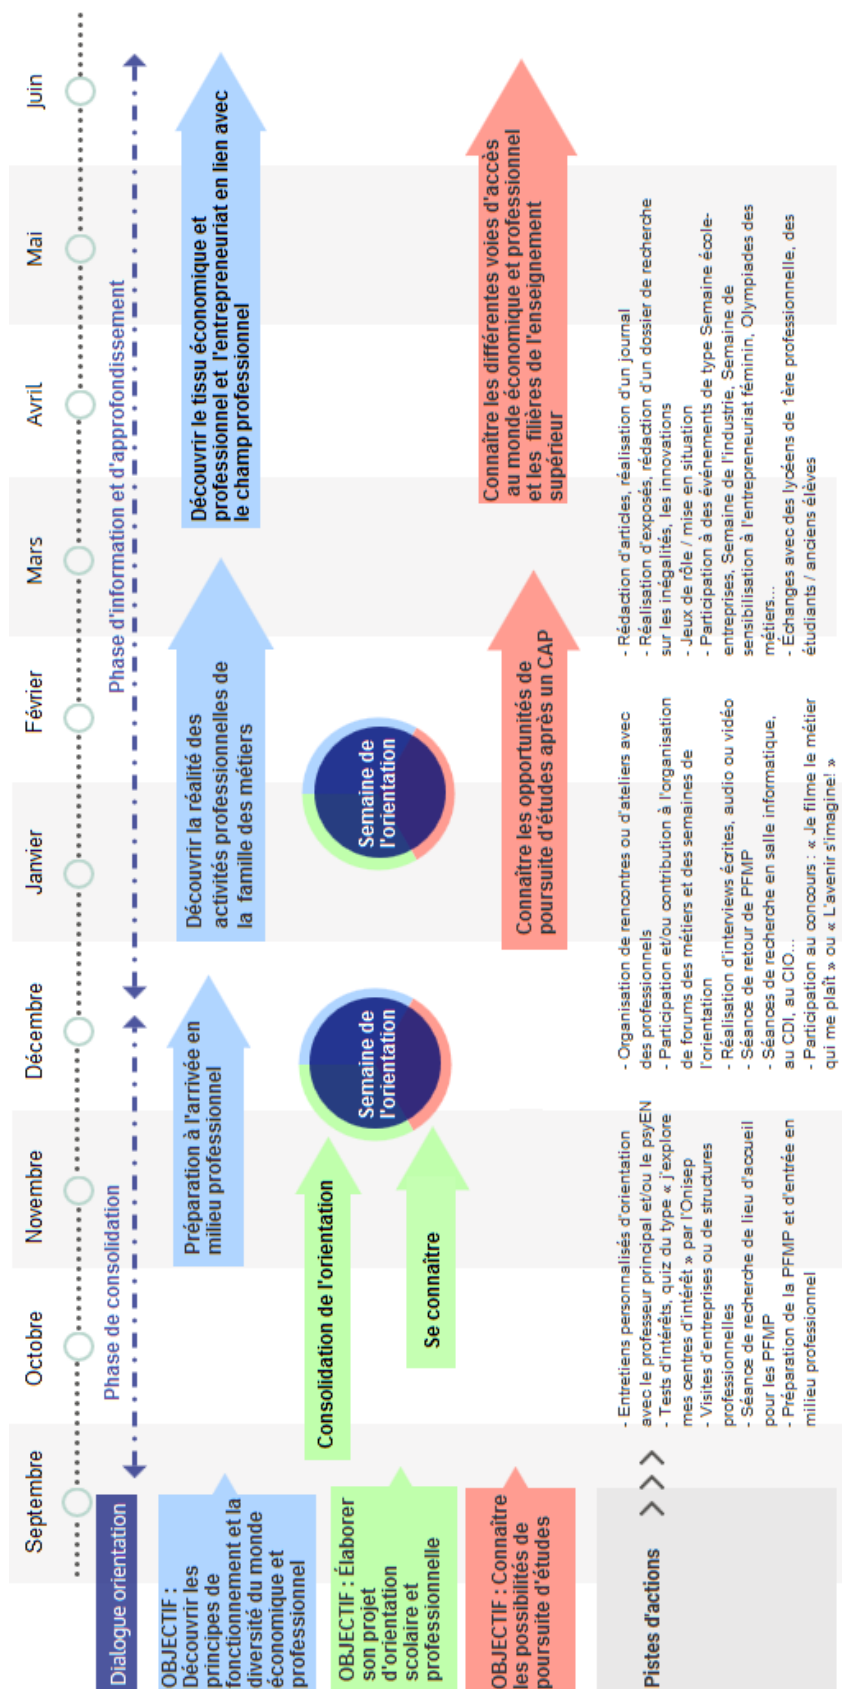 Septembre
Octobre
Novembre
Décembre
Janvier
Février
Mars
Avril
Mai
Juin
Dialogue orientation
Phase de consolidation
Phase d'information et d'approfondissement
OBJECTIF :
Découvrir les
principes de
fonctionnement et la
diversité du monde
économique et
professionnel
Préparation à l'arrivée en
milieu professionnel
Découvrir la réalité des
activités professionnelles de
la famille des métiers
Découvrir le tissu économique et
professionnel et l'entrepreneuriat en lien avec
le champ professionnel
OBJECTIF : Élaborer
son projet
d'orientation
scolaire et
professionnelle
Consolidation de l'orientation
Se connaître
Semaine de
l'orientation
Semaine de
l'orientation
OBJECTIF : Connaître
les possibilités de
poursuite d'études
Connaître les opportunités de
poursuite d'études après un CAP
Connaître les différentes voies d'accès
au monde économique et professionnel
et les filières de l'enseignement
supérieur
Pistes d'actions
- Entretiens personnalisés d'orientation
avec le professeur principal et/ou le psyEN
- Tests d'intérêts, quiz du type « j'explore
mes centres d'intérêt » par l'Onisep
- Visites d'entreprises ou de structures
professionnelles
- Séance de recherche de lieu d'accueil
pour les PFMP
- Préparation de la PFMP et d'entrée en
milieu professionnel
- Organisation de rencontres ou d'ateliers avec
des professionnels
- Participation et/ou contribution à l'organisation
de forums des métiers et des semaines de
l'orientation
- Réalisation d'interviews écrites, audio ou vidéo
- Séance de retour de PFMP
- Séances de recherche en salle informatique,
au CDI, au CIO...
- Participation au concours : « Je filme le métier
qui me plaît » ou « L'avenir s'imagine! »
- Rédaction d'articles, réalisation d'un journal
- Réalisation d'exposés, rédaction d'un dossier de recherche
sur les inégalités, les innovations
- Jeux de rôle / mise en situation
- Participation à des événements de type Semaine école-
entreprises, Semaine de l'industrie, Semaine de
sensibilisation à l'entrepreneuriat féminin, Olympiades des
métiers...
- Échanges avec des lycéens de 1ère professionnelle, des
étudiants / anciens élèves